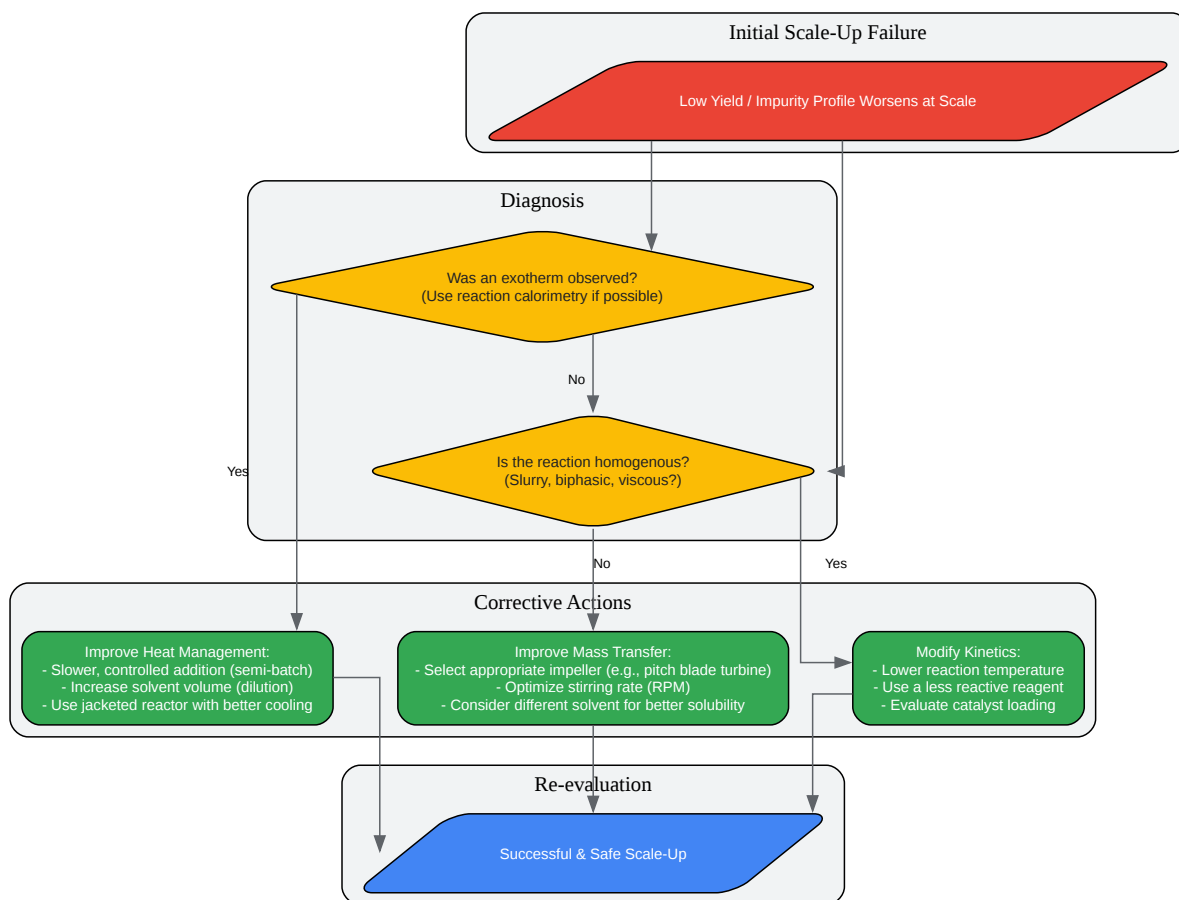 Initial Scale-Up Failure
Low Yield / Impurity Profile Worsens at Scale
Diagnosis
Was an exotherm observed?
(Use reaction calorimetry if possible)
No
Is the reaction homogenous?
(Slurry, biphasic, viscous?)
Yes
No
Yes
Corrective Actions
Improve Heat Management:
- Slower, controlled addition (semi-batch)
- Increase solvent volume (dilution)
- Use jacketed reactor with better cooling
Improve Mass Transfer:
- Select appropriate impeller (e.g., pitch blade turbine)
- Optimize stirring rate (RPM)
- Consider different solvent for better solubility
Modify Kinetics:
- Lower reaction temperature
- Use a less reactive reagent
- Evaluate catalyst loading
Re-evaluation
Successful & Safe Scale-Up